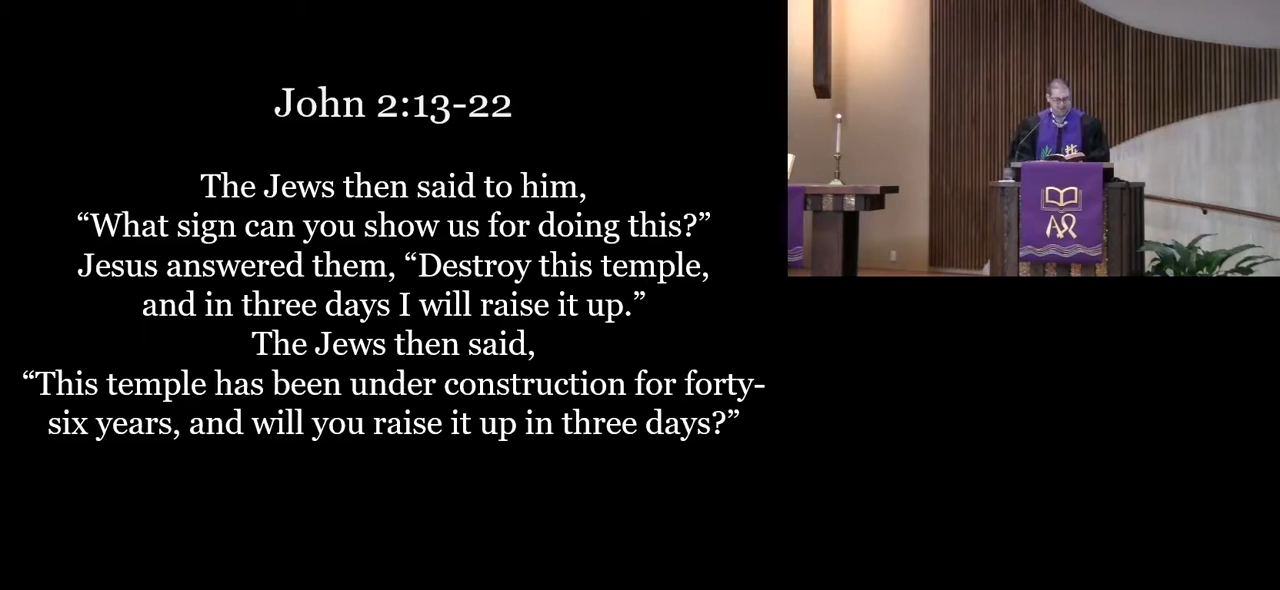 John 2:13-22
The Jews then said to him,
“What sign can you show us for doing this?”
Jesus answered them, “Destroy this temple,
and in three days I will raise it up.”
The Jews then said,
“This temple has been under construction for forty-
six years, and will you raise it up in three days?”
ΑΩ